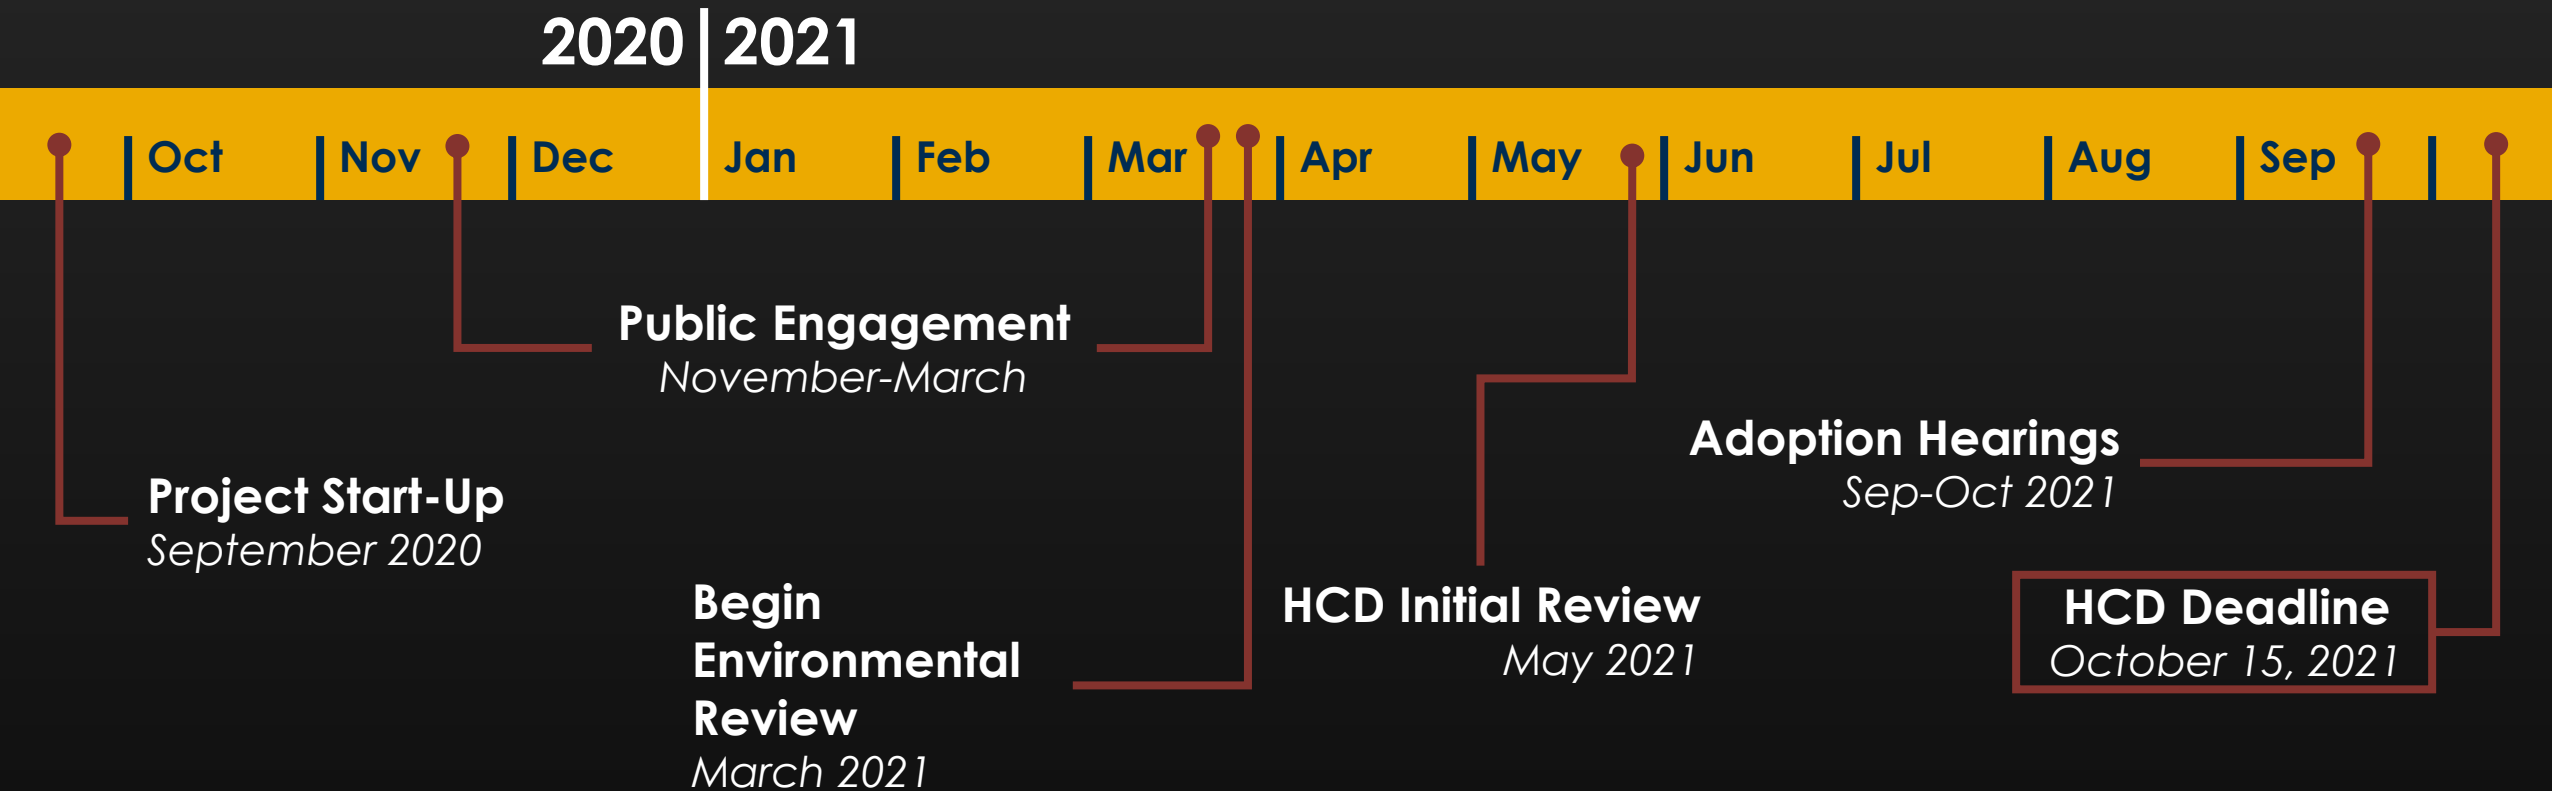 2020 2021
Oct Nov Dec Jan Feb Mar Apr May Jun Jul Aug Sep
Public Engagement
November-March
Project Start-Up
September 2020
Begin
Environmental
Review
March 2021
HCD Initial Review
May 2021
Adoption Hearings
Sep-Oct 2021
HCD Deadline
October 15, 2021